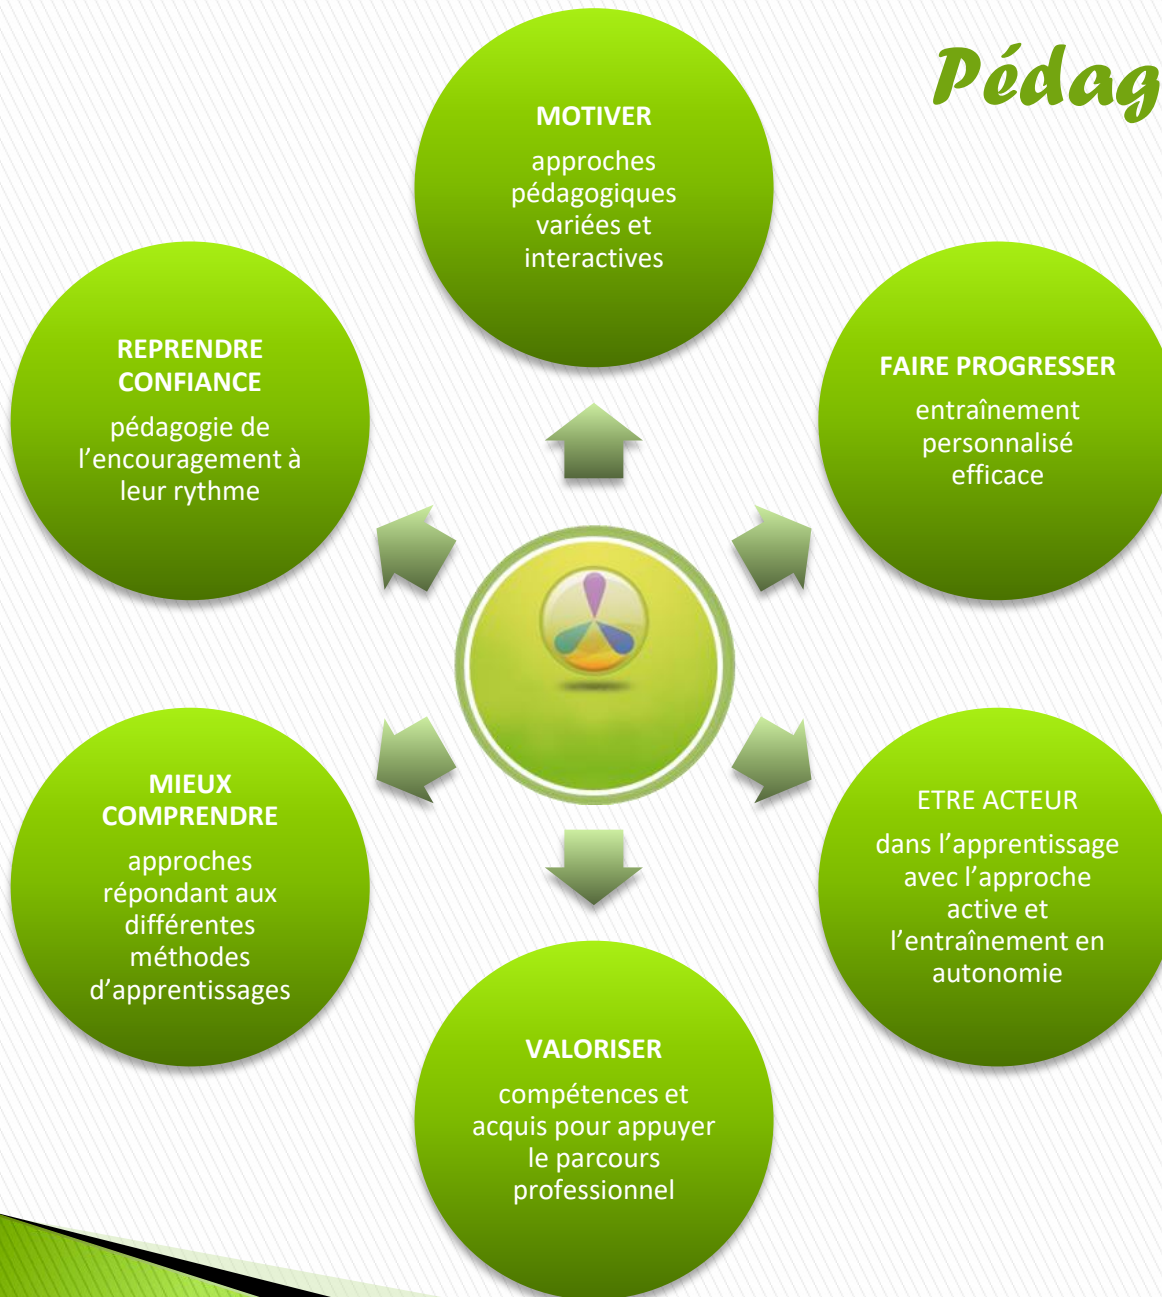 Pédag
MOTIVER
approches
pédagogiques
variées et
interactives
FAIRE PROGRESSER
entraînement
personnalisé
efficace
ETRE ACTEUR
dans l’apprentissage
avec l’approche
active et
l’entraînement en
autonomie
VALORISER
compétences et
acquis pour appuyer
le parcours
professionnel
MIEUX
COMPRENDRE
approches
répondant aux
différentes
méthodes
d’apprentissages
REPRENDRE
CONFIANCE
pédagogie de
l’encouragement à
leur rythme